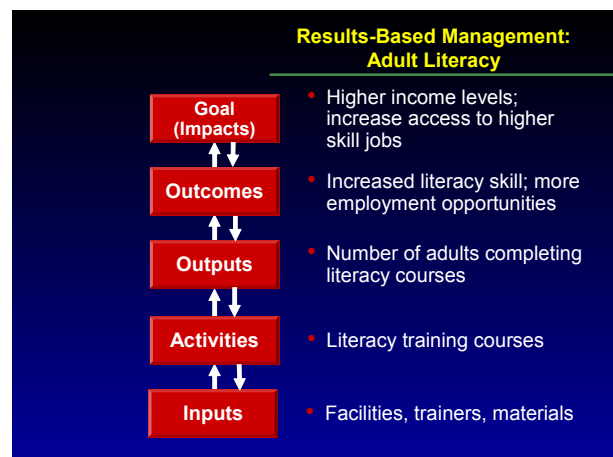 Results-Based Management:
Adult Literacy
Goal
(Impacts)
• Higher income levels;
increase access to higher
skill jobs
Outcomes
• Increased literacy skill; more
employment opportunities
Outputs
• Number of adults completing
literacy courses
Activities
• Literacy training courses
Inputs
• Facilities, trainers, materials